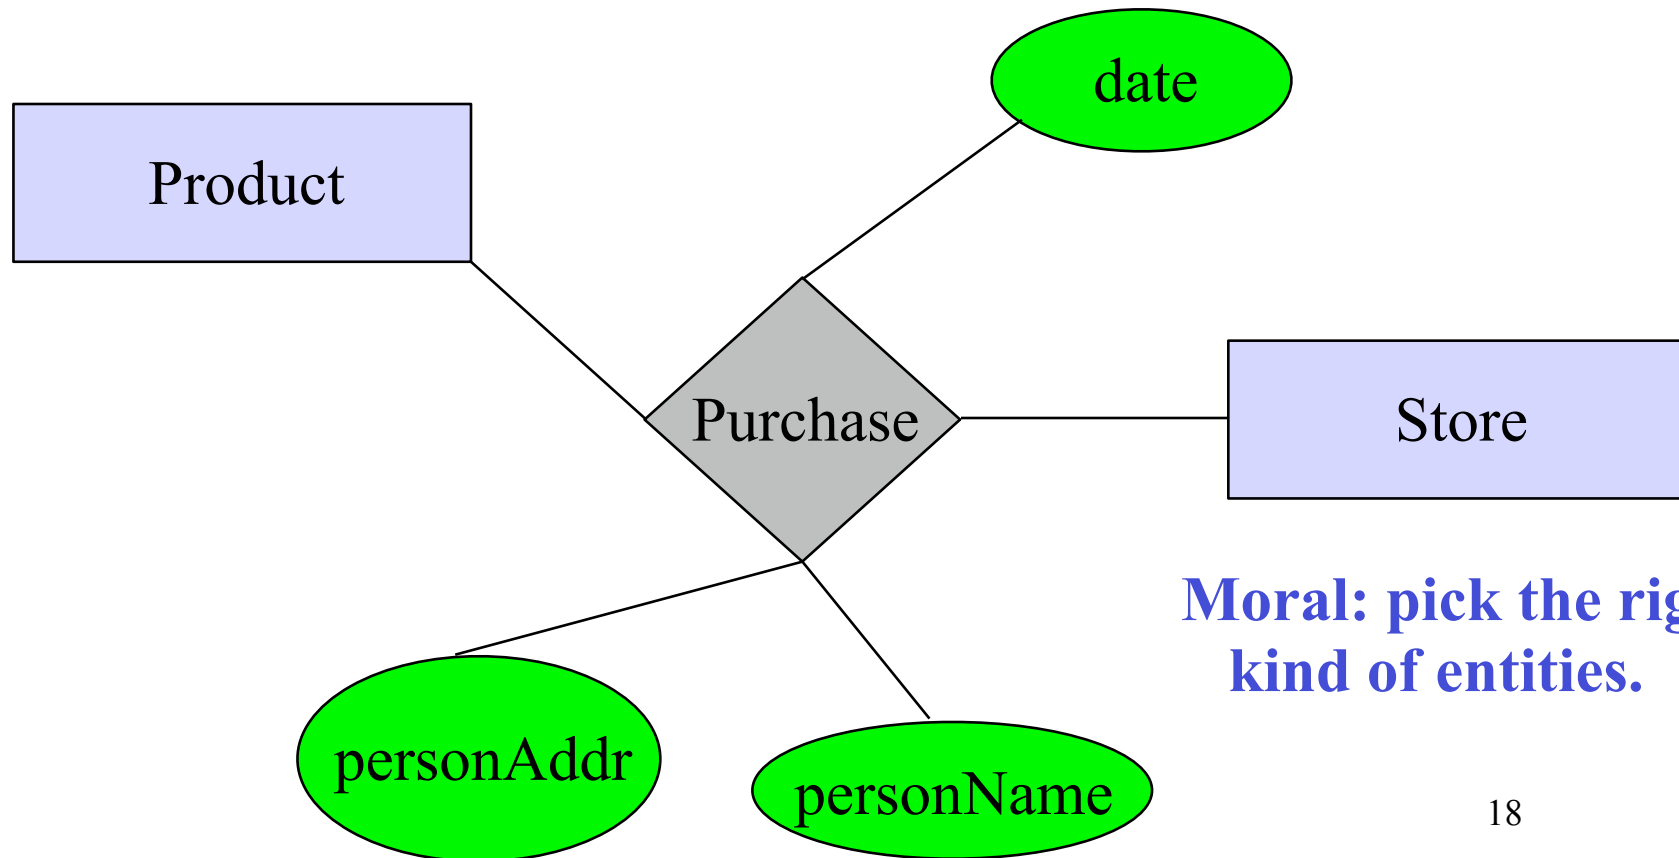 date
Product
Purchase
Store
Moral: pick the
kind of entities.
personAddr
personName
18